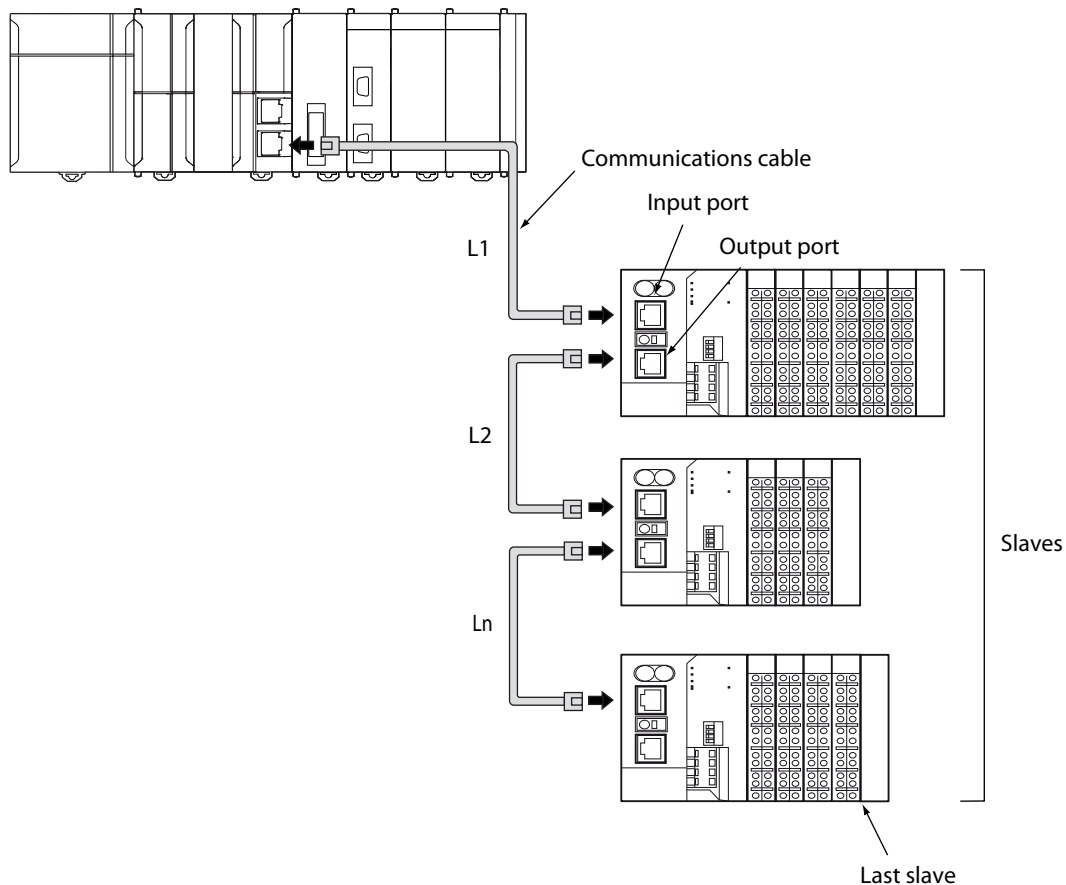 Communications cable
Input port
Output port
L1
L2
Slaves
Ln
Last slave